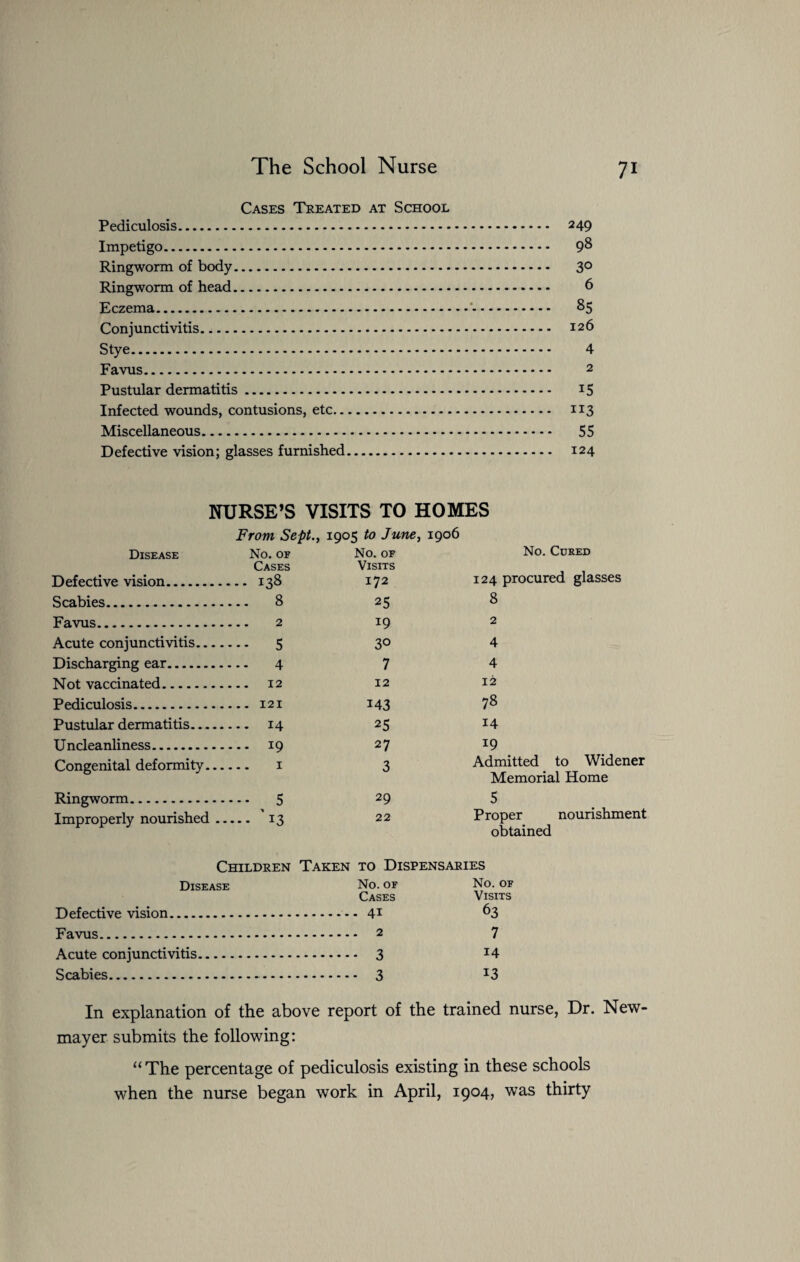 The School Nurse 71
Cases Treated at School
Pediculosis........ 249
Impetigo........ 98
Ringworm of body........ 30
Ringworm of head........ 6
Eczema........ 85
Conjunctivitis........ 126
Stye........ 4
Favus........ 2
Pustular dermatitis........ 15
Infected wounds, contusions, etc........ 113
Miscellaneous........ 55
Defective vision; glasses furnished........ 124
NURSE'S VISITS TO HOMES
From Sept., 1905 to June, 1906
Disease No. of Cases No. of Visits No. Cured
Defective vision........ 138 172 124 procured glasses
Scabies........ 8 25 8
Favus........ 2 19 2
Acute conjunctivitis........ 5 30 4
Discharging ear........ 4 7 4
Not vaccinated........ 12 12 12
Pediculosis........ 121 143 78
Pustular dermatitis........ 14 25 14
Uncleanliness........ 19 27 19
Congenital deformity...... 1 3 Admitted to Widener
Memorial Home
Ringworm........ 5 29 5
Improperly nourished ..... 13 22 Proper nourishment
obtained
Children Taken to Dispensaries
Disease No. of Cases No. of Visits
Defective vision........ 41 63
Favus........ 2 7
Acute conjunctivitis........ 3 14
Scabies........ 3 13
In explanation of the above report of the trained nurse, Dr. New-
mayer submits the following:
“The percentage of pediculosis existing in these schools
when the nurse began work in April, 1904, was thirty